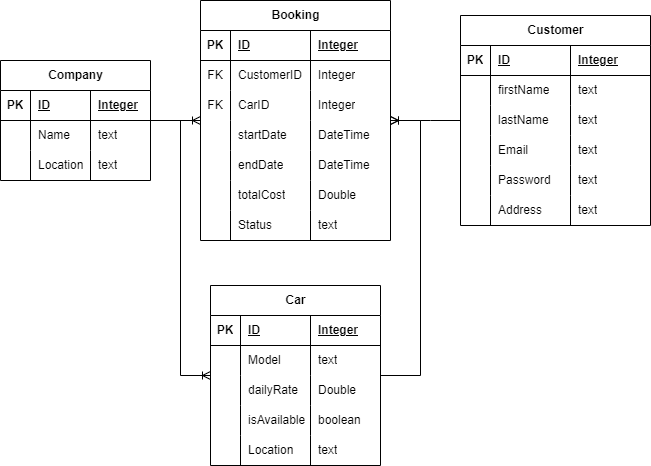 Company
PK ID Integer
Name text
Location text
Booking
PK ID Integer
FK CustomerID Integer
FK CarID Integer
startDate DateTime
endDate DateTime
totalCost Double
Status text
Customer
PK ID Integer
firstName text
lastName text
Email text
Password text
Address text
Car
PK ID Integer
Model text
dailyRate Double
isAvailable boolean
Location text